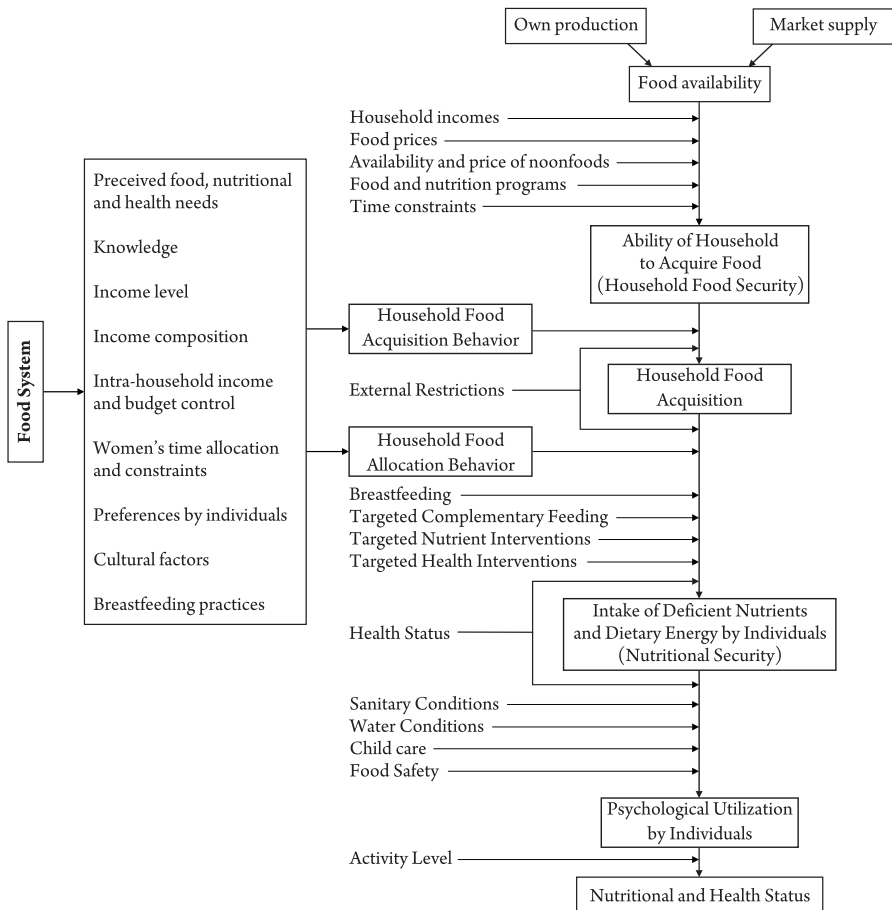 Own production
Market supply
Food availability
Household incomes
Food prices
Availability and price of noonfoods
Food and nutrition programs
Time constraints
Ability of Household
to Acquire Food
(Household Food Security)
Food System
Preceived food, nutritional
and health needs
Knowledge
Income level
Income composition
Intra-household income
and budget control
Women's time allocation
and constraints
Preferences by individuals
Cultural factors
Breastfeeding practices
Household Food
Acquisition Behavior
External Restrictions
Household Food
Acquisition
Household Food
Allocation Behavior
Breastfeeding
Targeted Complementary Feeding
Targeted Nutrient Interventions
Targeted Health Interventions
Health Status
Intake of Deficient Nutrients
and Dietary Energy by Individuals
(Nutritional Security)
Sanitary Conditions
Water Conditions
Child care
Food Safety
Psychological Utilization
by Individuals
Activity Level
Nutritional and Health Status